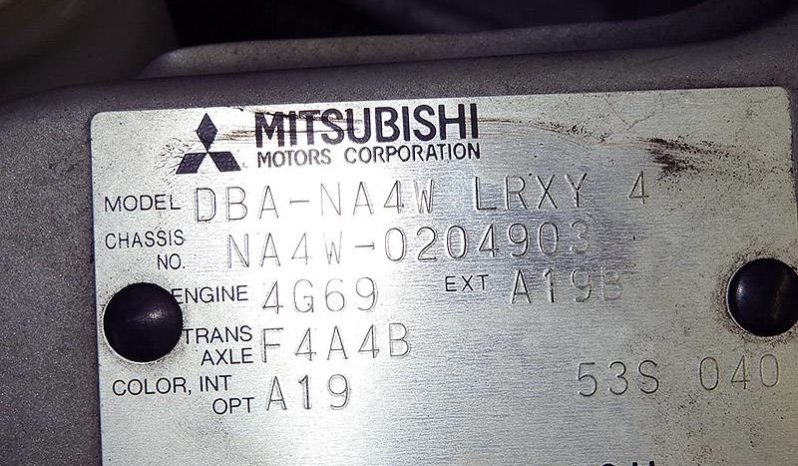 MITSUBISHI
MOTORS CORPORATION
MODEL DBA-NA4W LRXY 4
CHASSIS NO. NA4W-0204903
ENGINE 4G69 EXT A19B
TRANS AXLE F4A4B
COLOR, INT OPT A19 53S 040